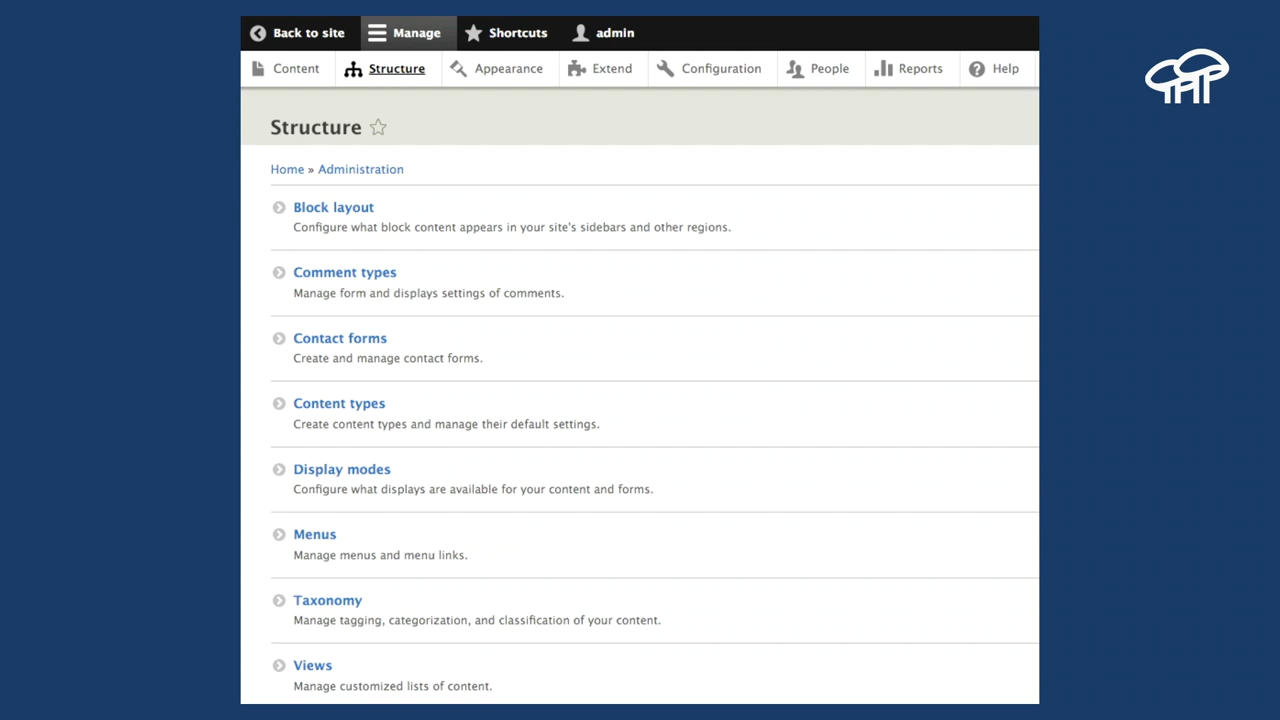 Back to site Manage Shortcuts admin
Content Structure Appearance Extend Configuration People Reports Help
Structure
Home » Administration
Block layout
Configure what block content appears in your site's sidebars and other regions.
Comment types
Manage form and displays settings of comments.
Contact forms
Create and manage contact forms.
Content types
Create content types and manage their default settings.
Display modes
Configure what displays are available for your content and forms.
Menus
Manage menus and menu links.
Taxonomy
Manage tagging, categorization, and classification of your content.
Views
Manage customized lists of content.